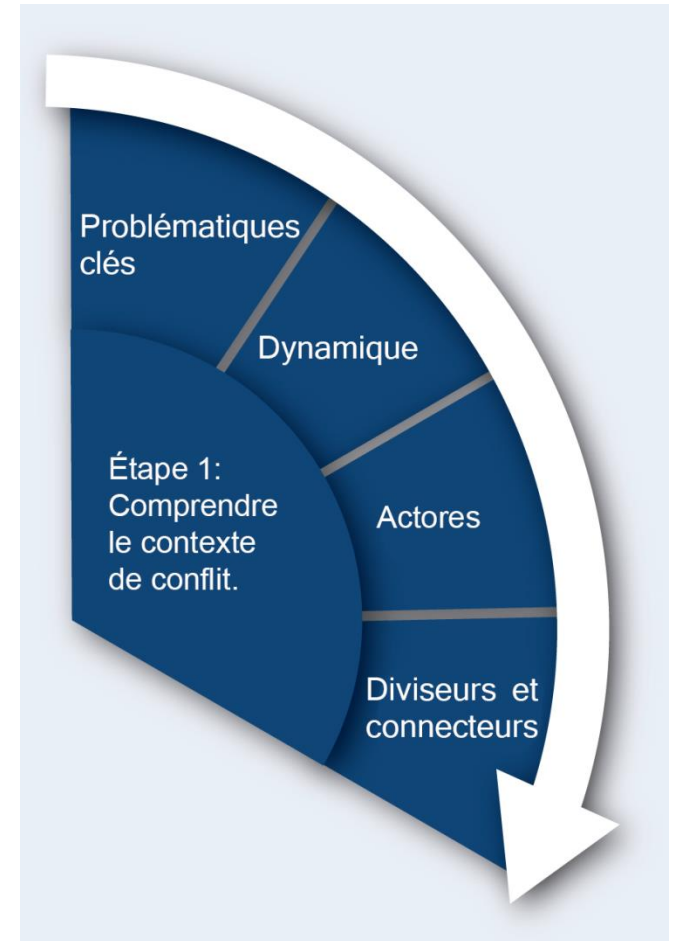 Problématiques
clés
Dynamique
Étape 1:
Comprendre
le contexte
de conflit.
Actores
Diviseurs et
connecteurs